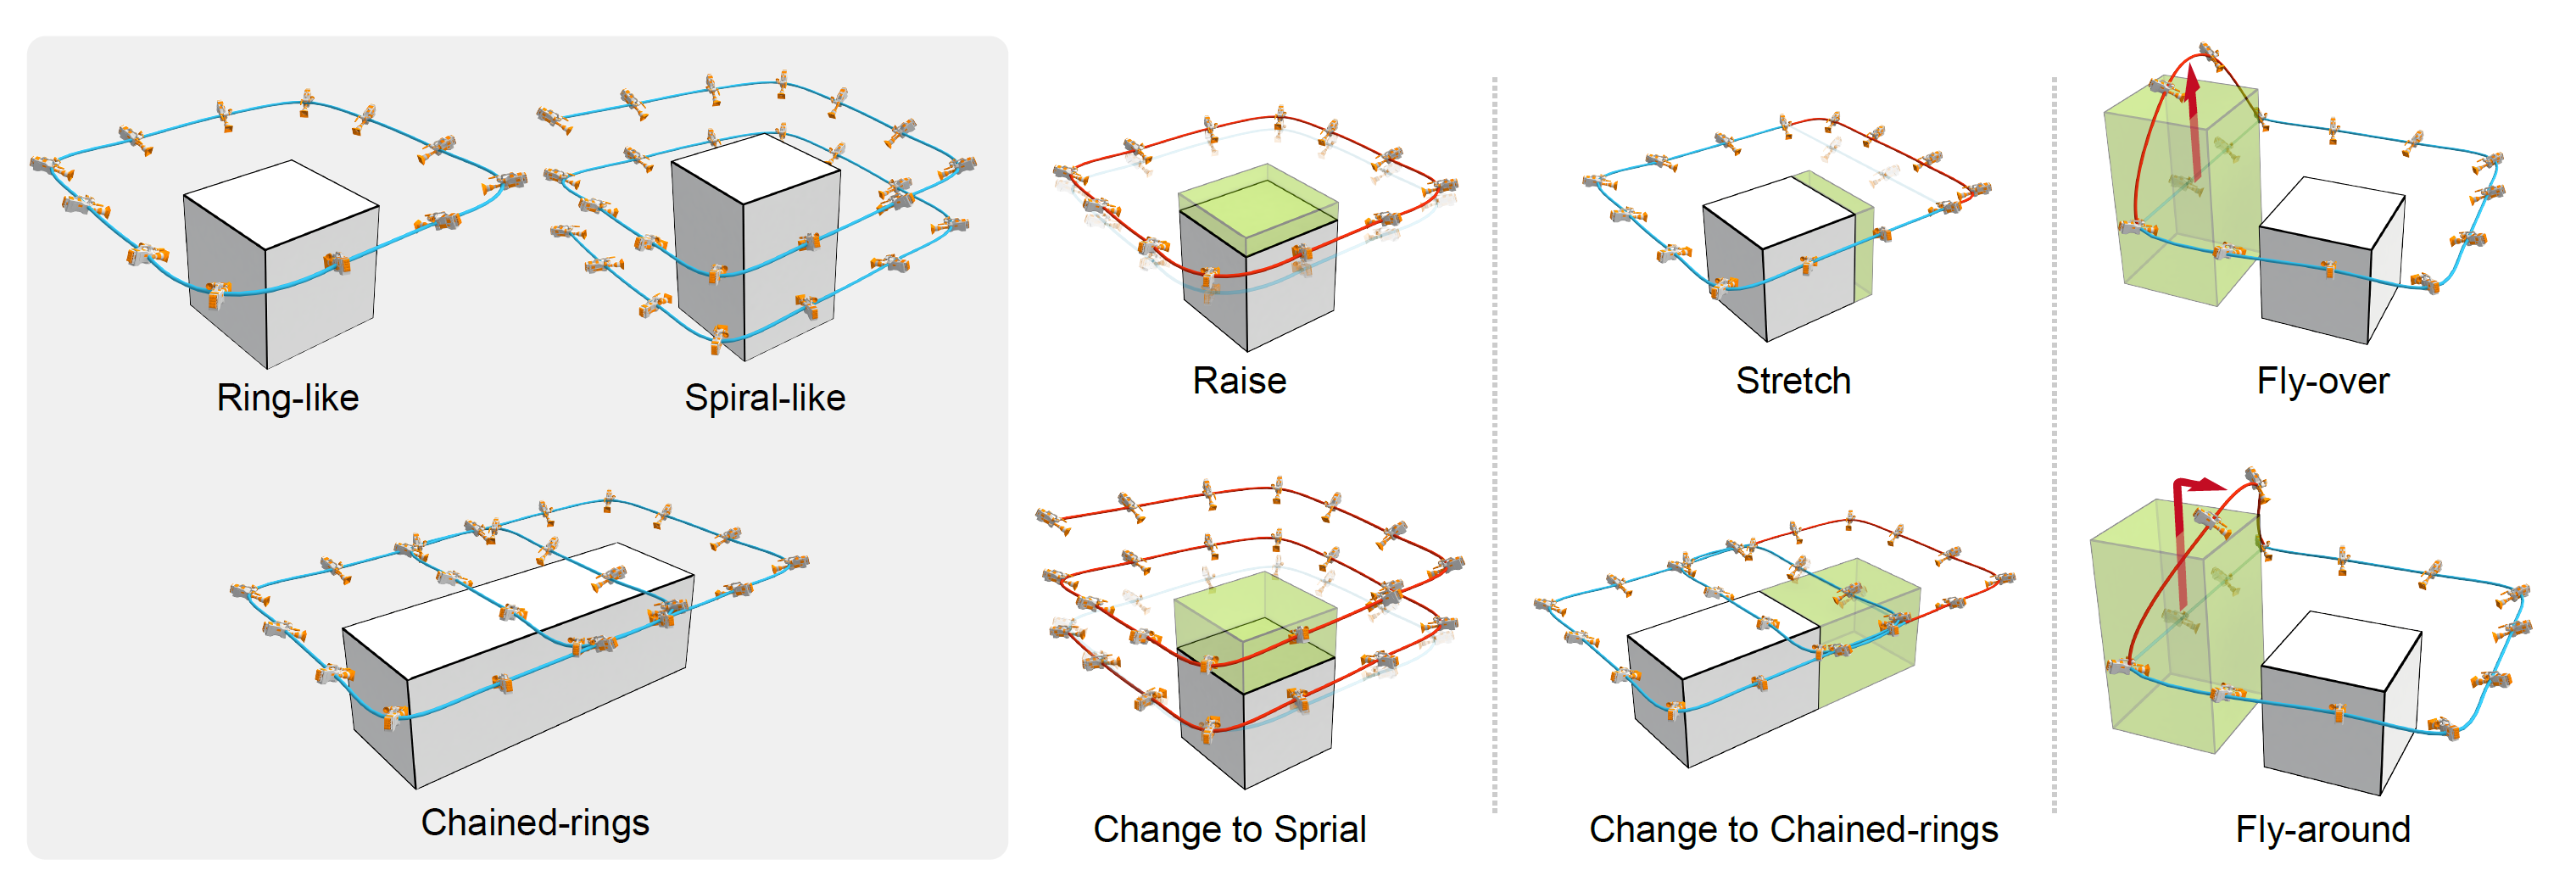 Ring-like
Spiral-like
Raise
Stretch
Fly-over
Chained-rings
Change to Sprial
Change to Chained-rings
Fly-around